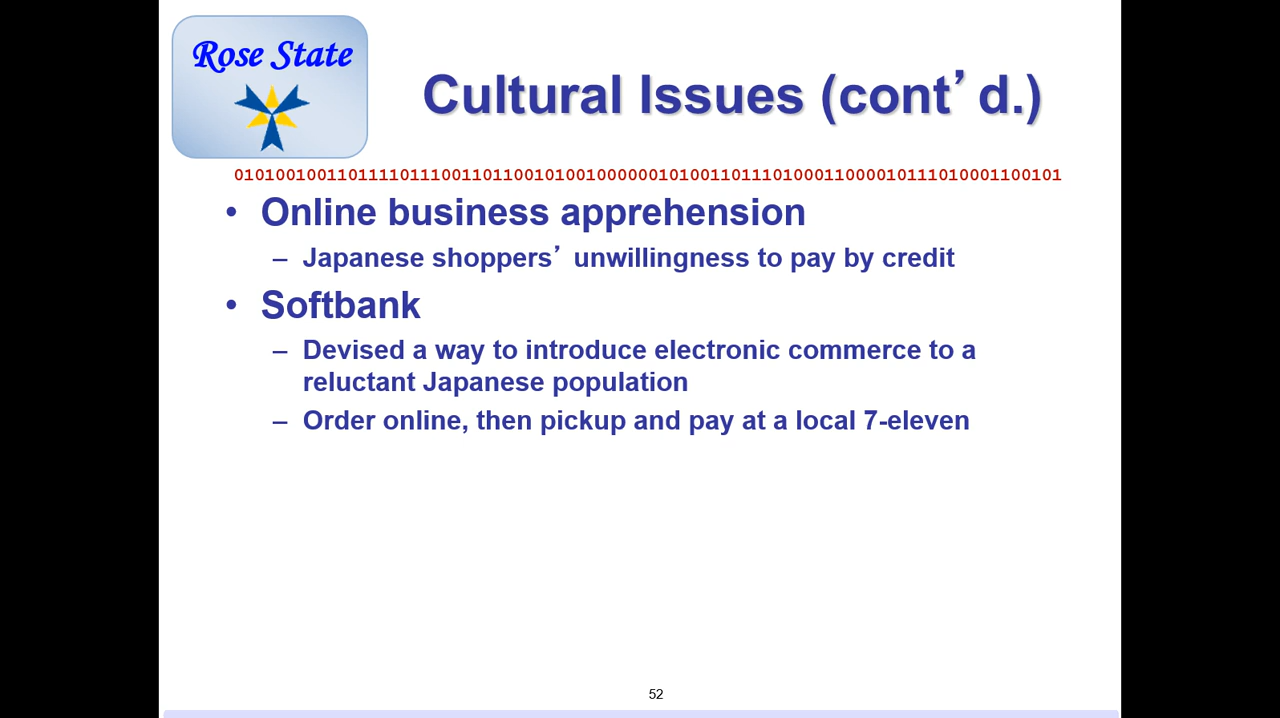 Rose State
Cultural Issues (cont’d.)
01010010011011110111001101100101001000000101001101110100011000010111010001100101
• Online business apprehension
– Japanese shoppers’ unwillingness to pay by credit
• Softbank
– Devised a way to introduce electronic commerce to a
reluctant Japanese population
– Order online, then pickup and pay at a local 7-eleven
52